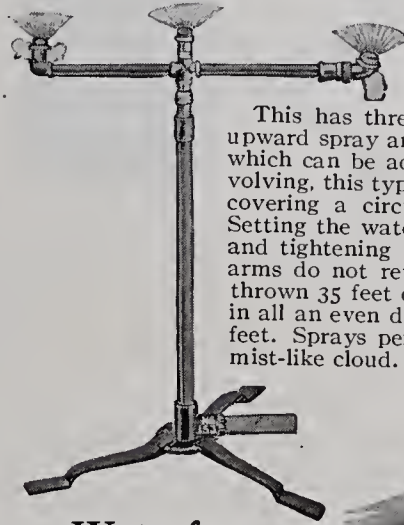 This has thre
upward spray an
which can be ad
volving, this typ
covering a circ
Setting the wate
and tightening
arms do not re
thrown 35 feet
in all an even d
feet. Sprays pe
mist-like cloud.